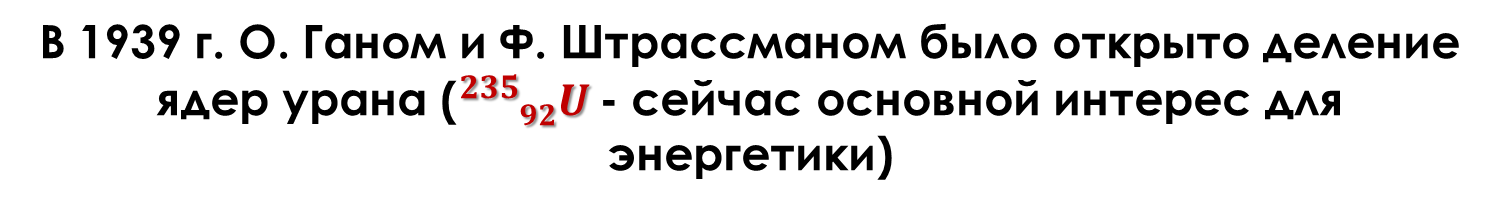 В 1939 г. О. Ганом и Ф. Штрассманом было открыто деление
ядер урана (²³⁵₉₂U - сейчас основной интерес для
энергетики)